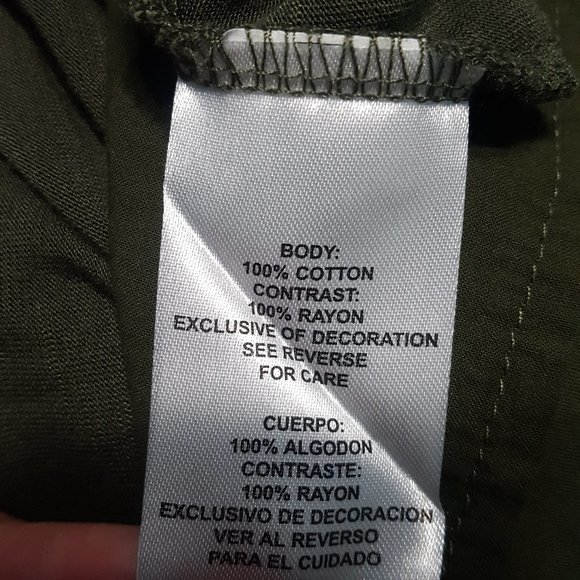 BODY:
100% COTTON
CONTRAST:
100% RAYON
EXCLUSIVE OF DECORATION
SEE REVERSE
FOR CARE
CUERPO:
100% ALGODON
CONTRASTE:
100% RAYON
EXCLUSIVO DE DECORACION
VER AL REVERSO
PARA EL CUIDADO